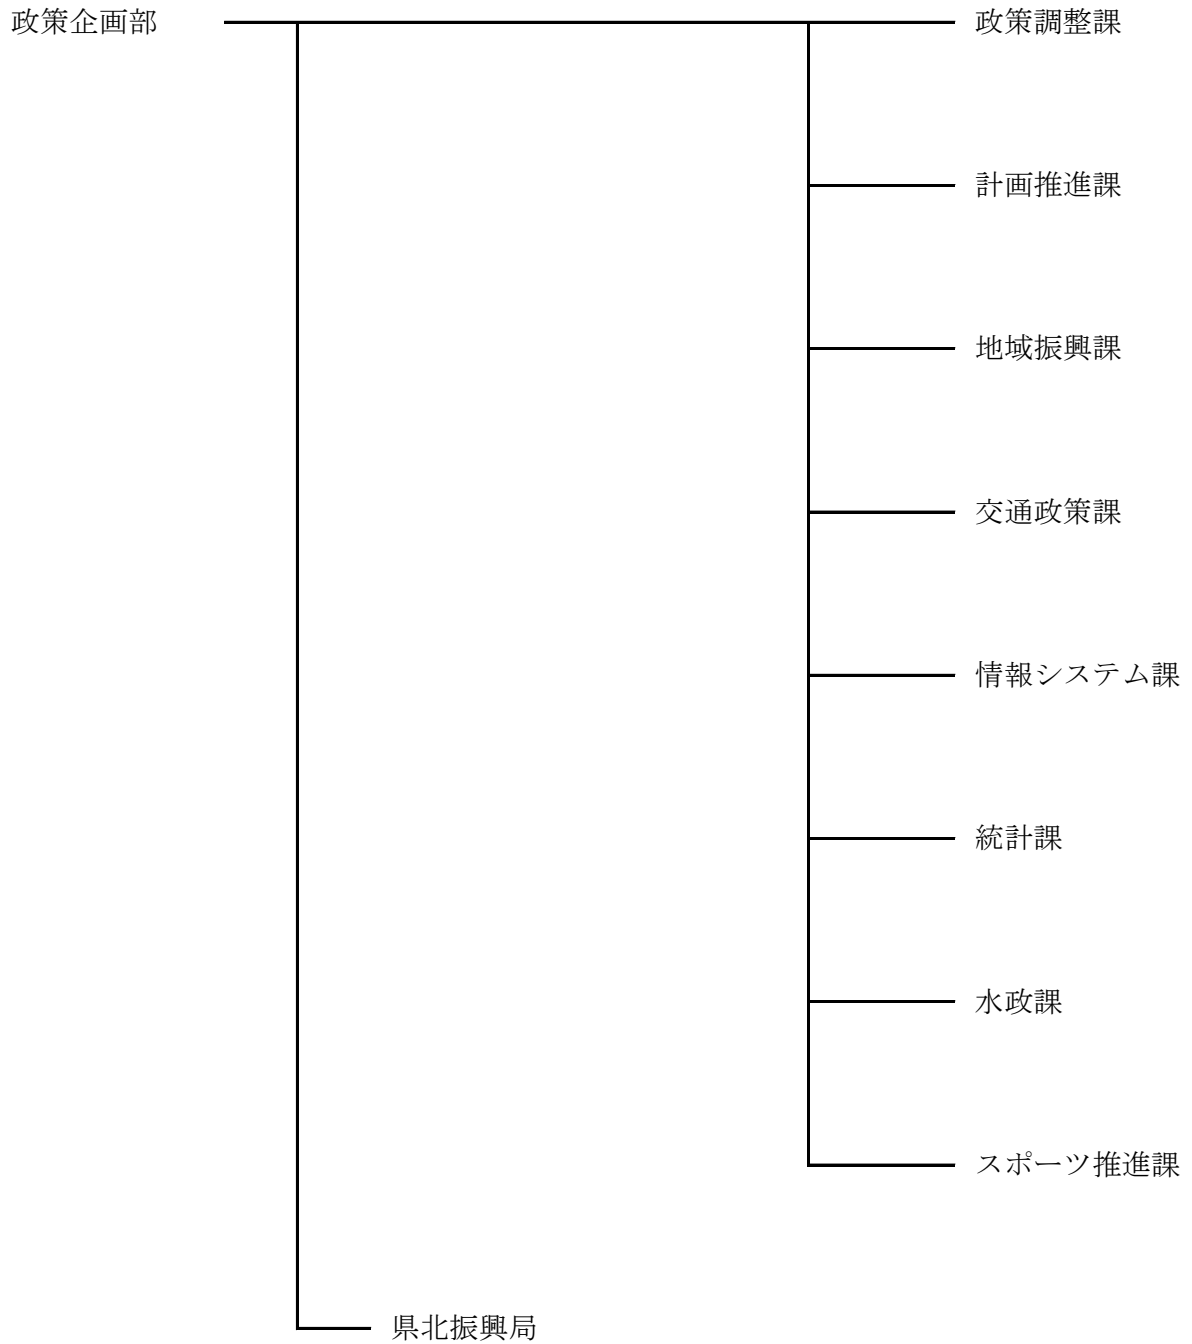 政策企画部
政策調整課
計画推進課
地域振興課
交通政策課
情報システム課
統計課
水政課
スポーツ推進課
県北振興局